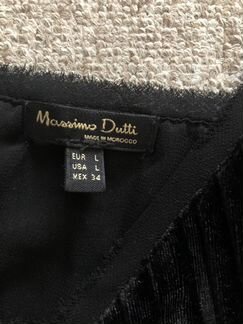 Massimo Dutti
MADE IN MOROCCO
EUR L
USA L
MEX 34